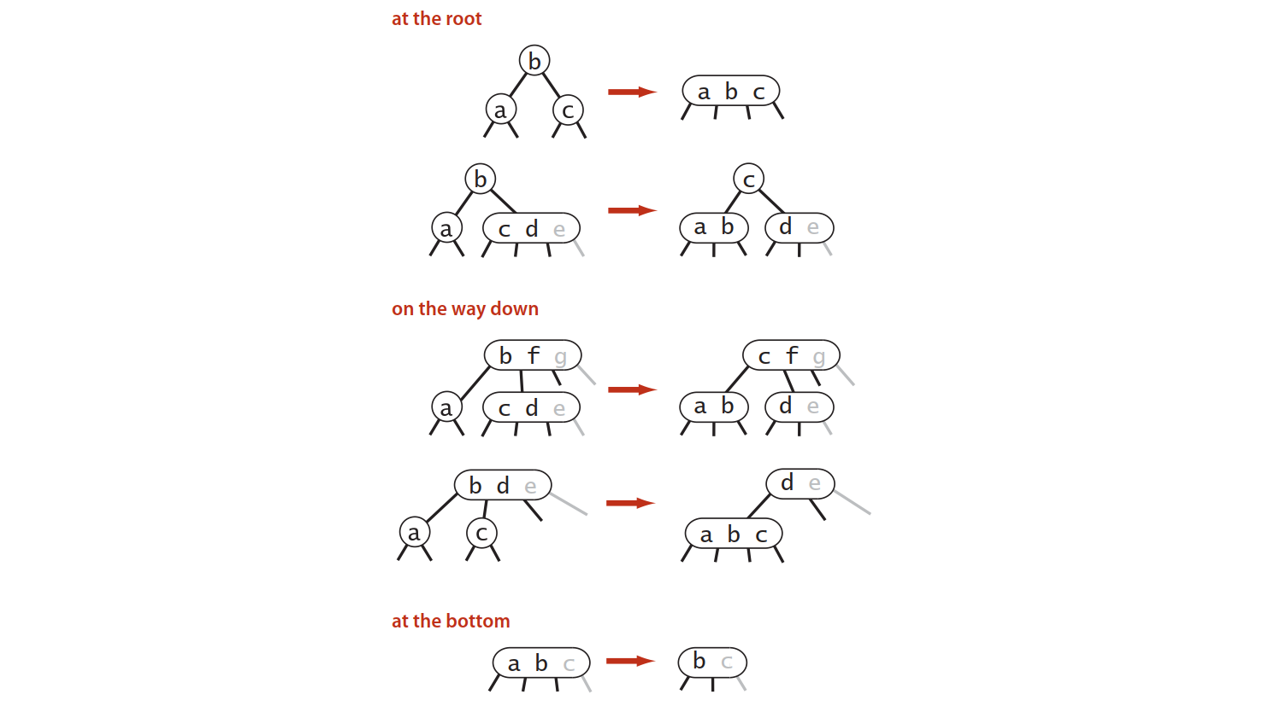 at the root
b
a c
a b c
b
a c d e
c
a b d e
on the way down
b f g
a c d e
c f g
a b d e
b d e
a c
d e
a b c
at the bottom
a b c
b c